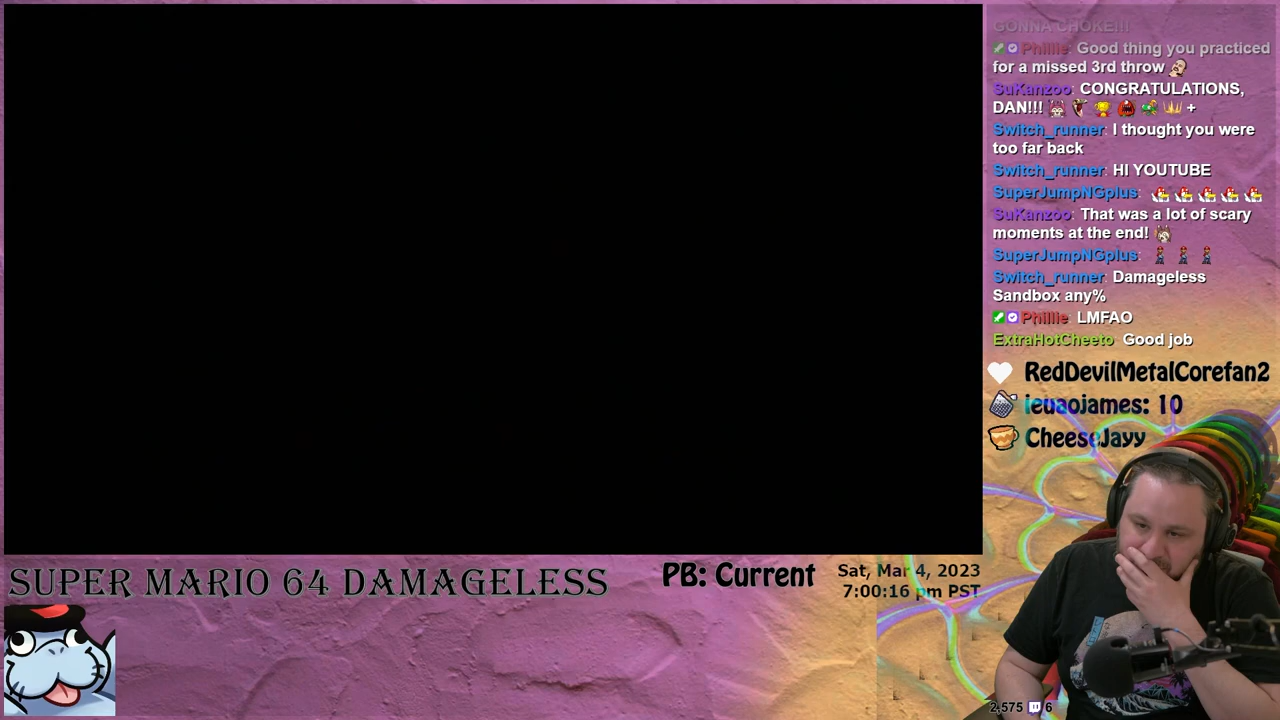 GONNA CHOKE!!!
Phillie: Good thing you practiced
for a missed 3rd throw
SuKanzoo: CONGRATULATIONS,
DAN!!! +
Switch_runner: I thought you were
too far back
Switch_runner: HI YOUTUBE
SuperJumpNGplus:
SuKanzoo: That was a lot of scary
moments at the end!
SuperJumpNGplus:
Switch_runner: Damageless
Sandbox any%
Phillie: LMFAO
ExtraHotCheeto: Good job
RedDevilMetalCorefan2
ieuaojames: 10
CheeseJayy
SUPER MARIO 64 DAMAGELESS
PB: Current
Sat, Mar 4, 2023
7:00:16 pm PST
2,575 6